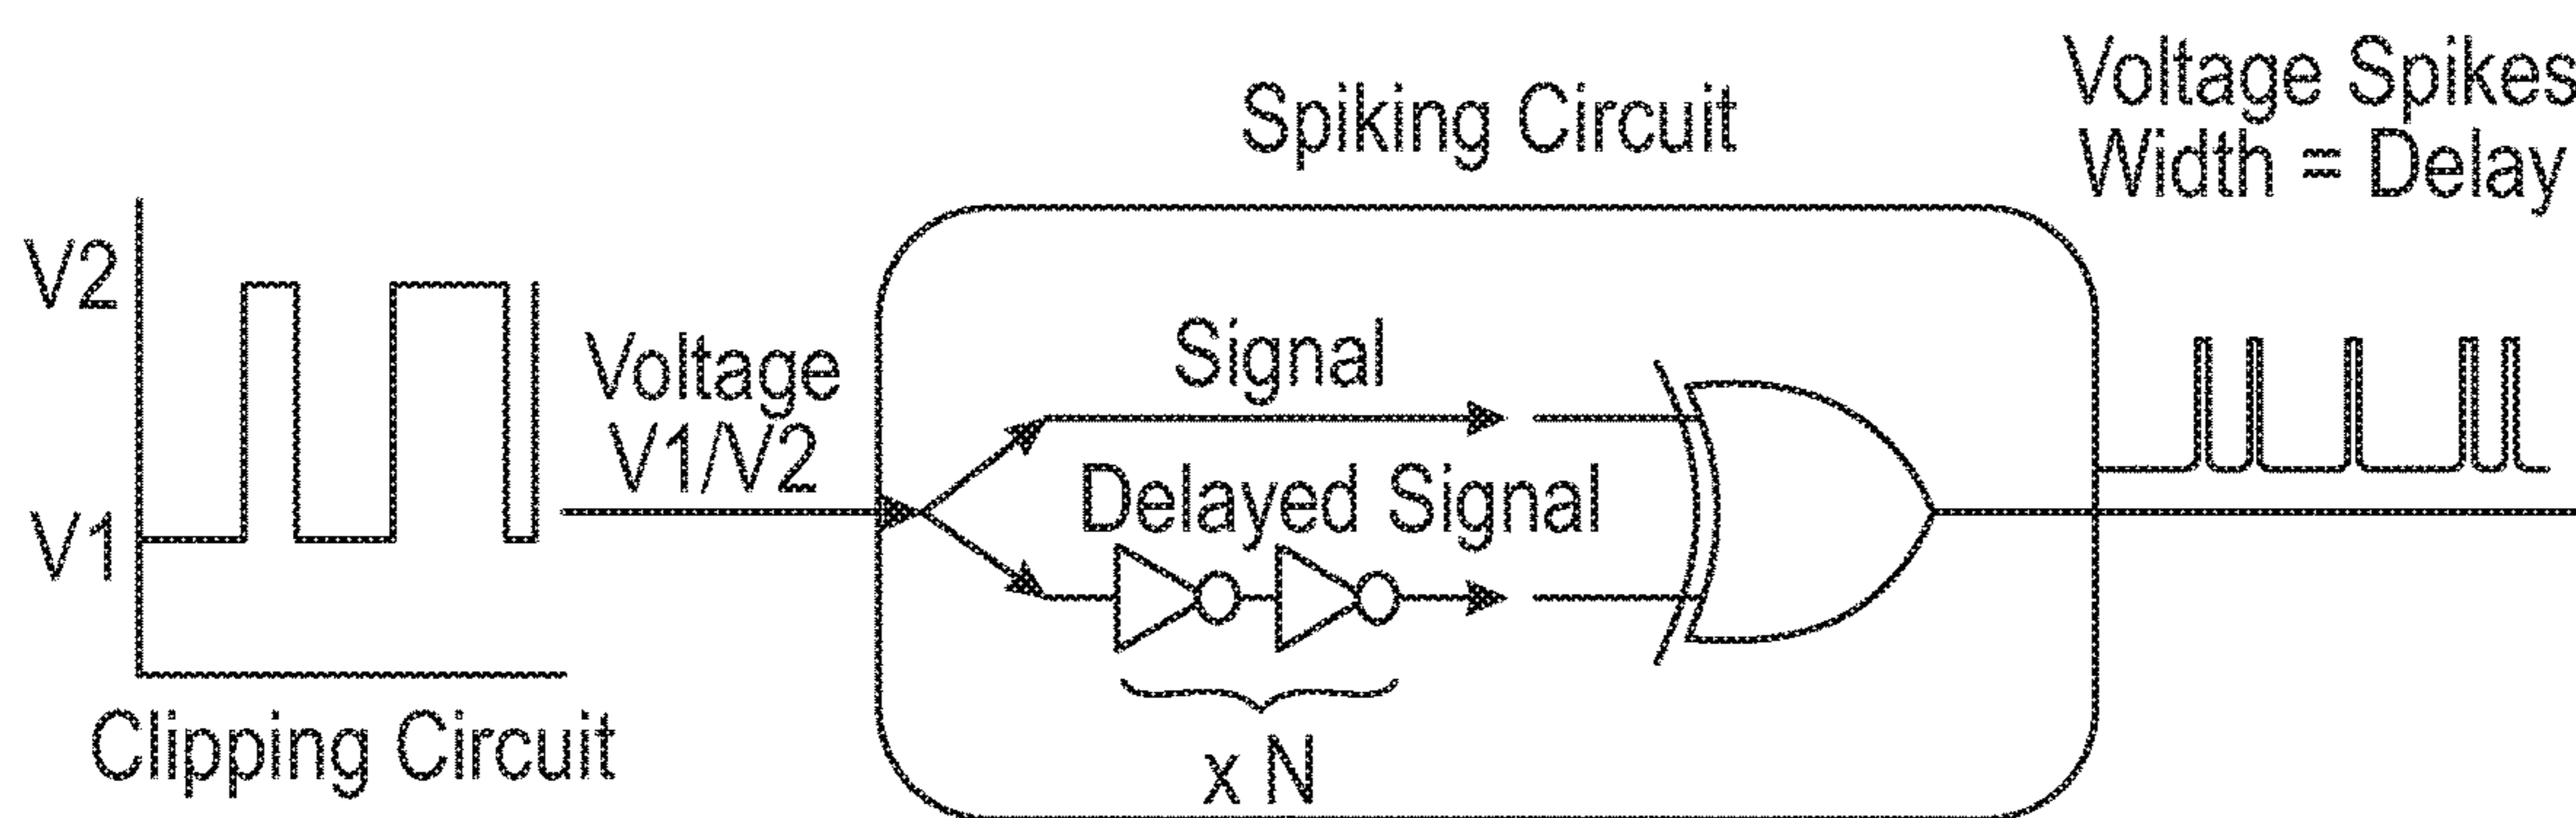 Voltage Spikes
Width = Delay
Spiking Circuit
V2
Voltage
V1/V2
V1
Signal
Delayed Signal
x N
Clipping Circuit